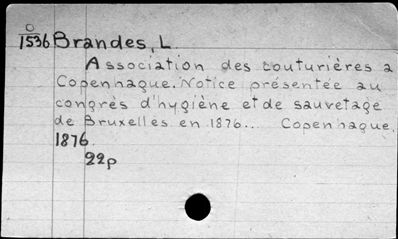 O
1536 Brandes, L.
Association des couturières a
Copenhague. Notice présentée au
congrès d'hygiène et de sauvetage
de Bruxelles en 1876... Copenhague.
1876.
22p